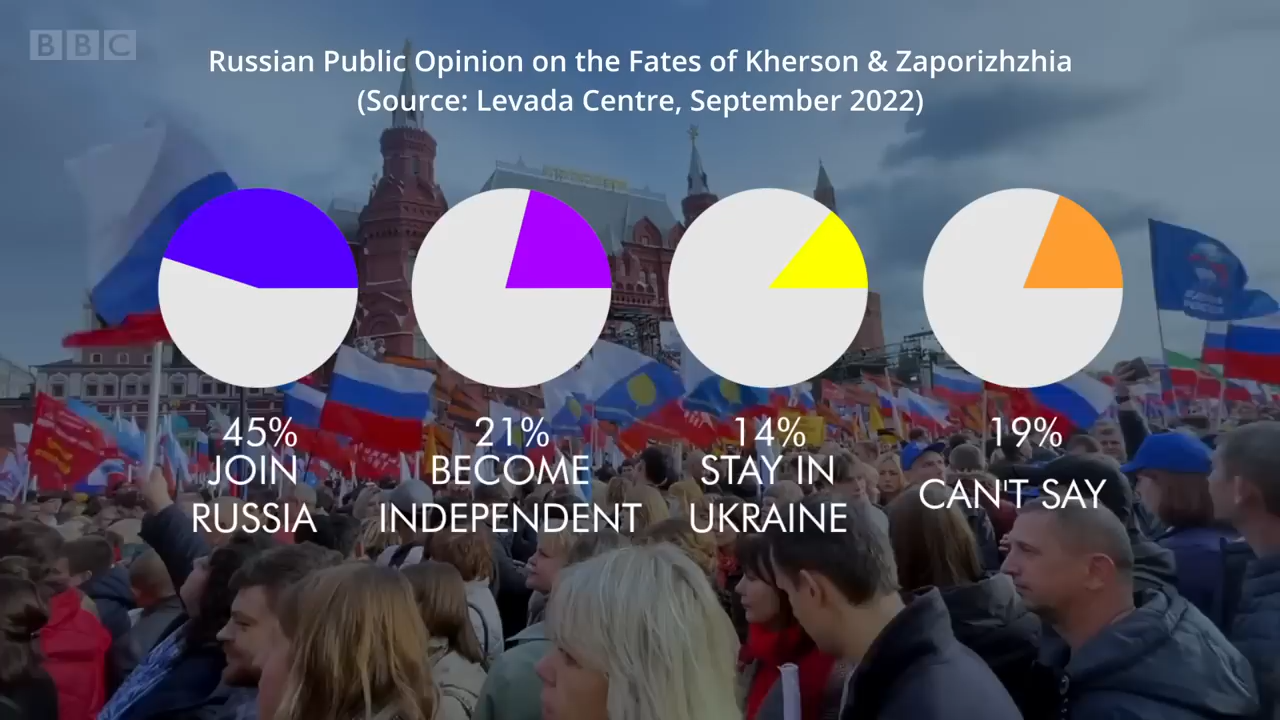 BBC
Russian Public Opinion on the Fates of Kherson & Zaporizhzhia
(Source: Levada Centre, September 2022)
45%
JOIN
RUSSIA
21%
BECOME
INDEPENDENT
14%
STAY IN
UKRAINE
19%
CAN'T SAY